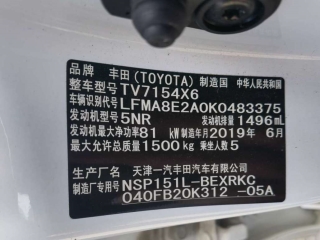 品牌 丰田(TOYOTA) 制造国 中华人民共和国
整车型号 TV7154X6
车辆识别代号 LFMA8E2A0K0483375
发动机型号 5NR 发动机排量 1496mL
发动机最大净功率 81 kW 制造年月 2019年 6月
最大允许总质量 1500 kg 乘坐人数 5
生产厂名 天津一汽丰田汽车有限公司
制造厂专用号 NSP151L-BEXRKC
040FB20K312 -05A